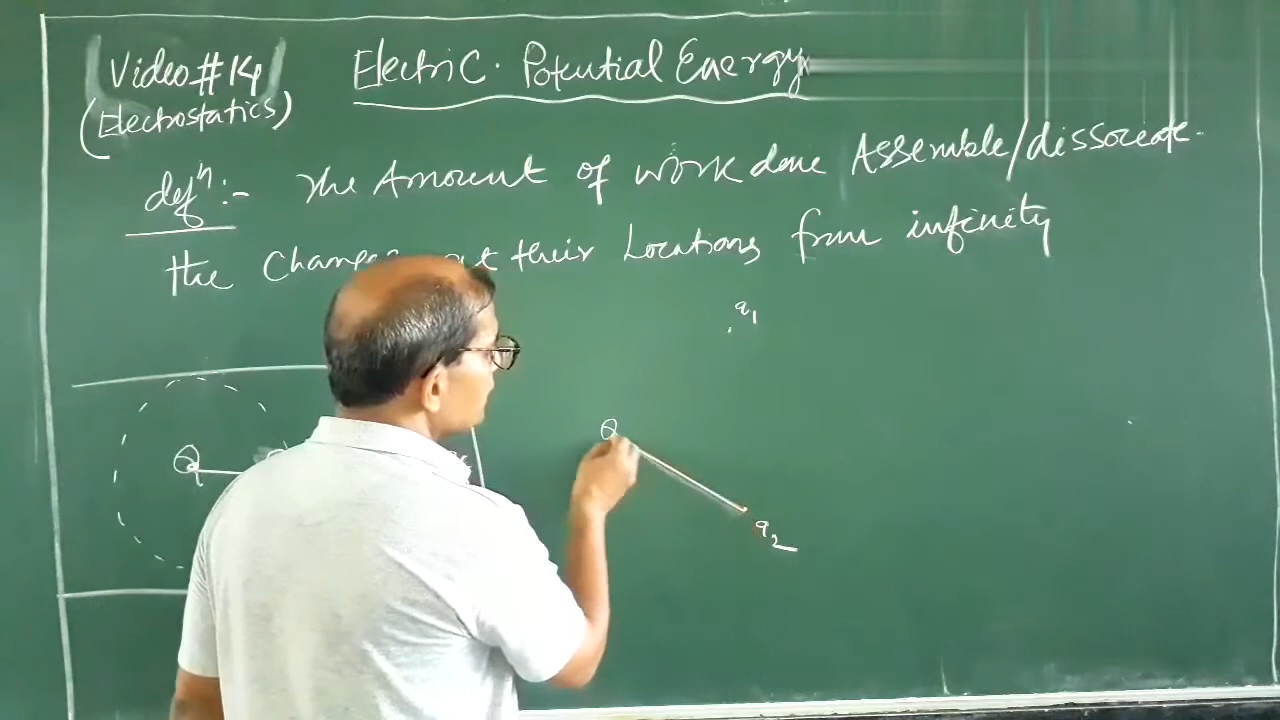 Video#14
Electric. Potential Energy
(Electrostatics)
defn:- The Amount of work done Assemble/dissociate.
the at their Locations from infinity
q1
Q
Q
q2